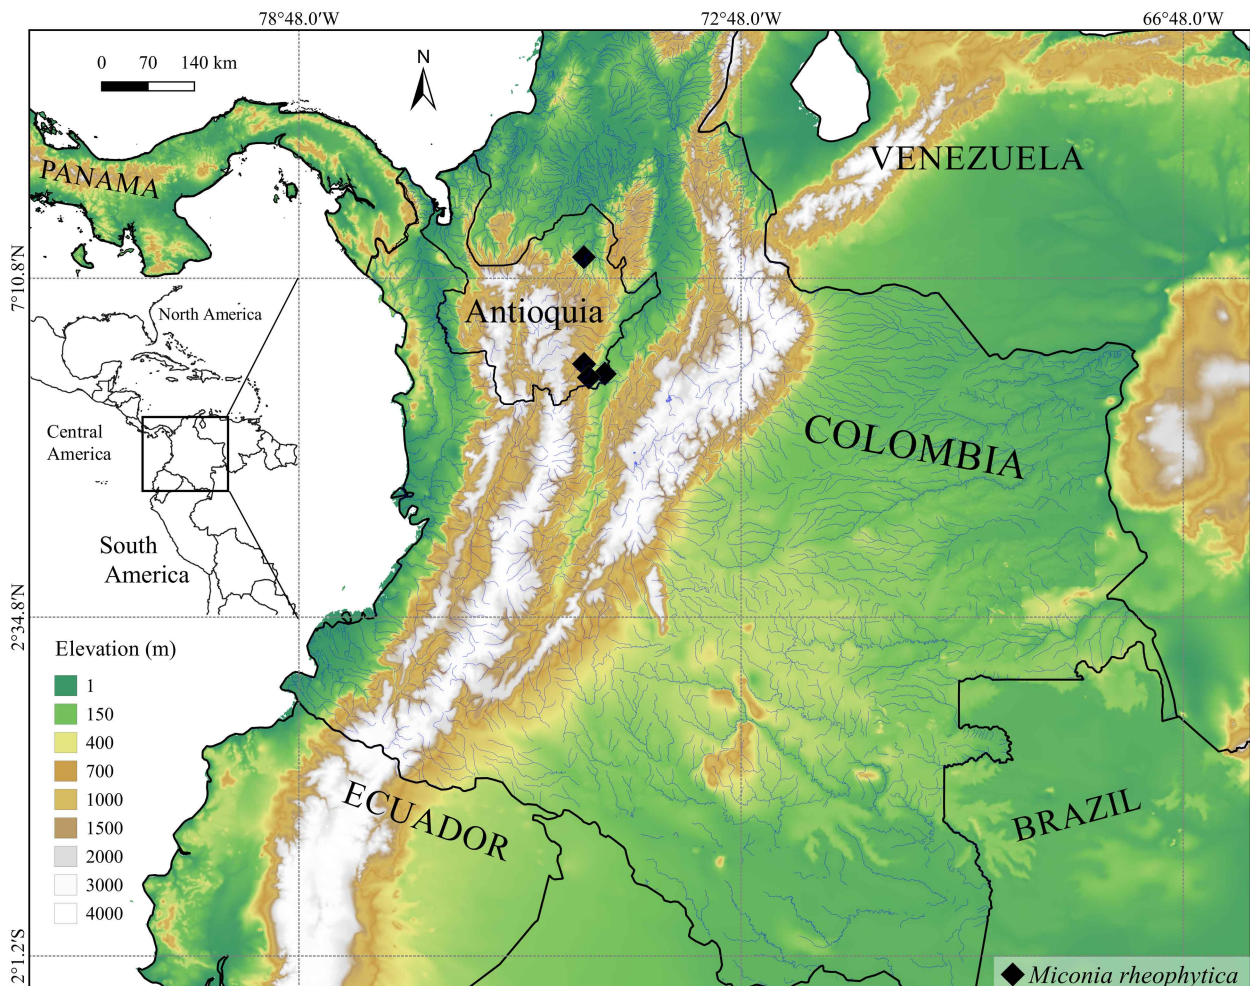 78°48.0'W
72°48.0'W
66°48.0'W
0 70 140 km
N
PANAMA
VENEZUELA
7°10.8'N
Antioquia
North America
Central
America
South
America
COLOMBIA
2°34.8'N
Elevation (m)
1
150
400
700
1000
1500
2000
3000
4000
ECUADOR
BRAZIL
2°1.2'S
Miconia rheophytica